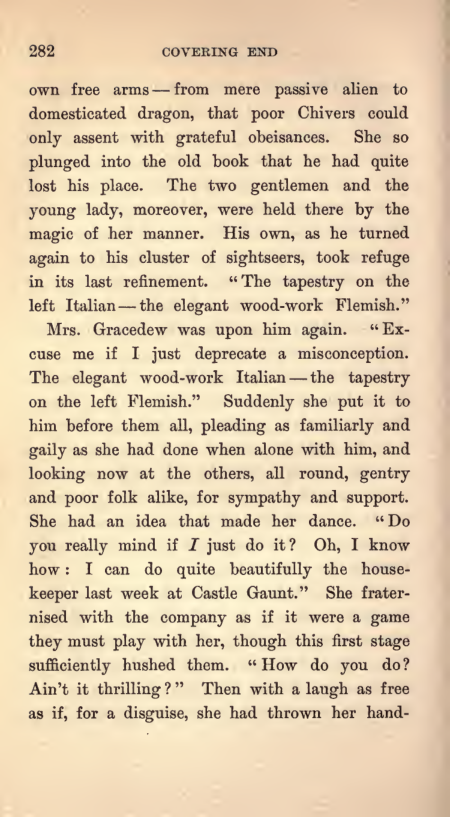 282 COVERING END
own free arms — from mere passive alien to
domesticated dragon, that poor Chivers could
only assent with grateful obeisances. She so
plunged into the old book that he had quite
lost his place. The two gentlemen and the
young lady, moreover, were held there by the
magic of her manner. His own, as he turned
again to his cluster of sightseers, took refuge
in its last refinement. “The tapestry on the
left Italian — the elegant wood-work Flemish.”
Mrs. Gracedew was upon him again. “Ex-
cuse me if I just deprecate a misconception.
The elegant wood-work Italian — the tapestry
on the left Flemish.” Suddenly she put it to
him before them all, pleading as familiarly and
gaily as she had done when alone with him, and
looking now at the others, all round, gentry
and poor folk alike, for sympathy and support.
She had an idea that made her dance. “Do
you really mind if I just do it? Oh, I know
how: I can do quite beautifully the house-
keeper last week at Castle Gaunt.” She frater-
nised with the company as if it were a game
they must play with her, though this first stage
sufficiently hushed them. “How do you do?
Ain't it thrilling?” Then with a laugh as free
as if, for a disguise, she had thrown her hand-